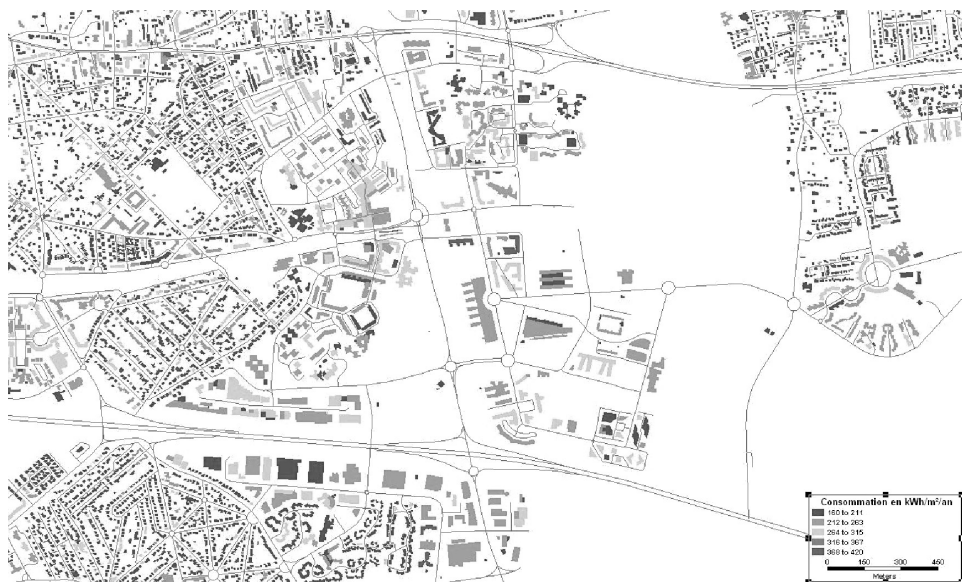 Consommation en kWh/m²/an
160 to 211
212 to 263
264 to 315
316 to 367
368 to 420
0 150 300 450
Meters